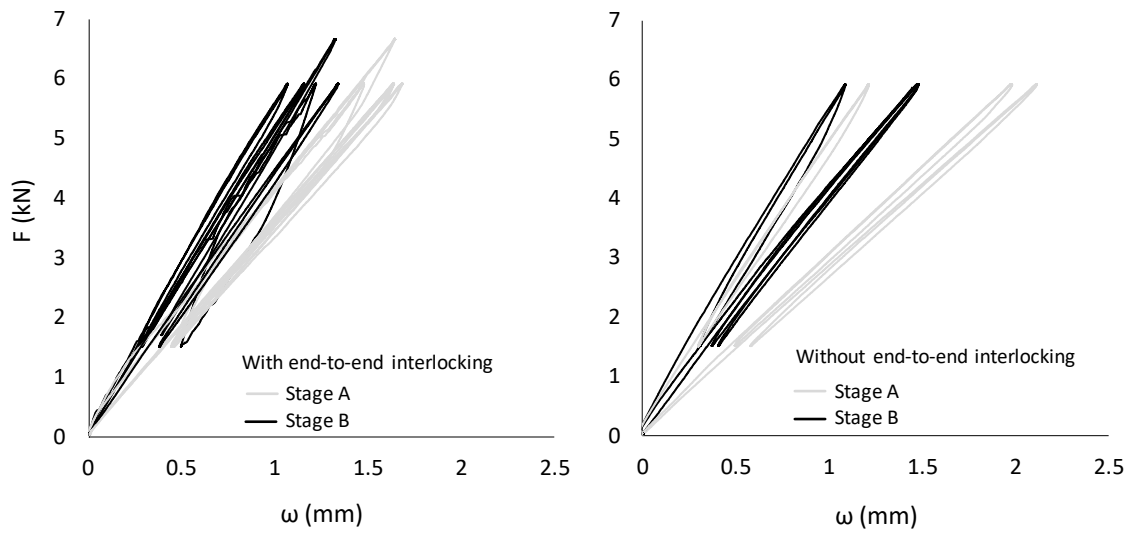 7
6
5
4
3
2
1
0
F (kN)
0 0.5 1 1.5 2 2.5
ω (mm)
With end-to-end interlocking
Stage A
Stage B
7
6
5
4
3
2
1
0
0 0.5 1 1.5 2 2.5
ω (mm)
Without end-to-end interlocking
Stage A
Stage B